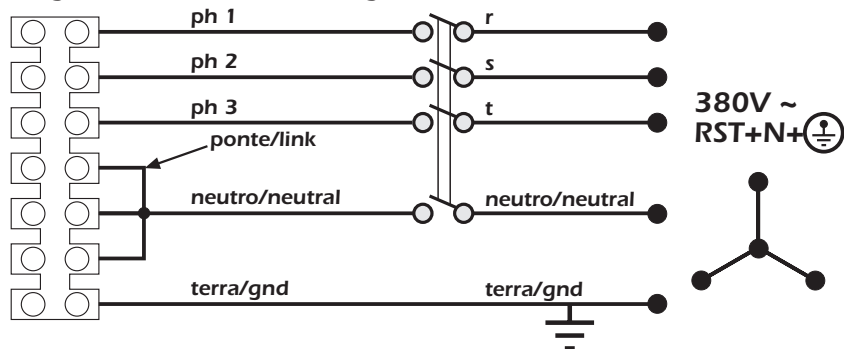 ph 1
r
ph 2
s
ph 3
t
ponte/link
380V ~
RST+N+
neutro/neutral
neutro/neutral
terra/gnd
terra/gnd